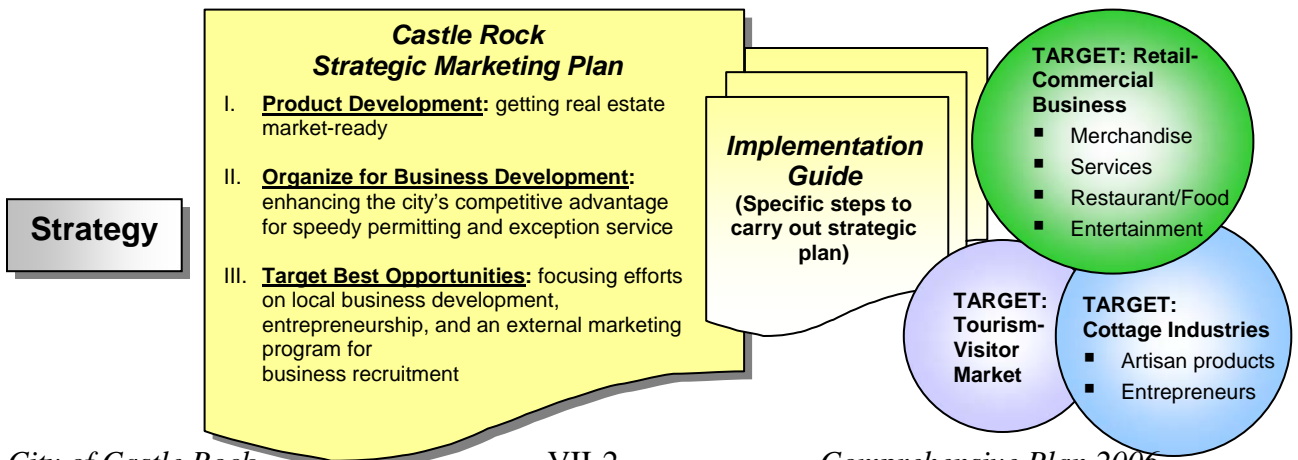 Strategy
Castle Rock
Strategic Marketing Plan
I. Product Development: getting real estate
market-ready
II. Organize for Business Development:
enhancing the city's competitive advantage
for speedy permitting and exception service
III. Target Best Opportunities: focusing efforts
on local business development,
entrepreneurship, and an external marketing
program for
business recruitment
Implementation
Guide
(Specific steps to
carry out strategic
plan)
TARGET: Retail-
Commercial
Business
▪ Merchandise
▪ Services
▪ Restaurant/Food
▪ Entertainment
TARGET:
Tourism-
Visitor
Market
TARGET:
Cottage Industries
▪ Artisan products
▪ Entrepreneurs
City of Castle Rock VII-2 Comprehensive Plan 2006